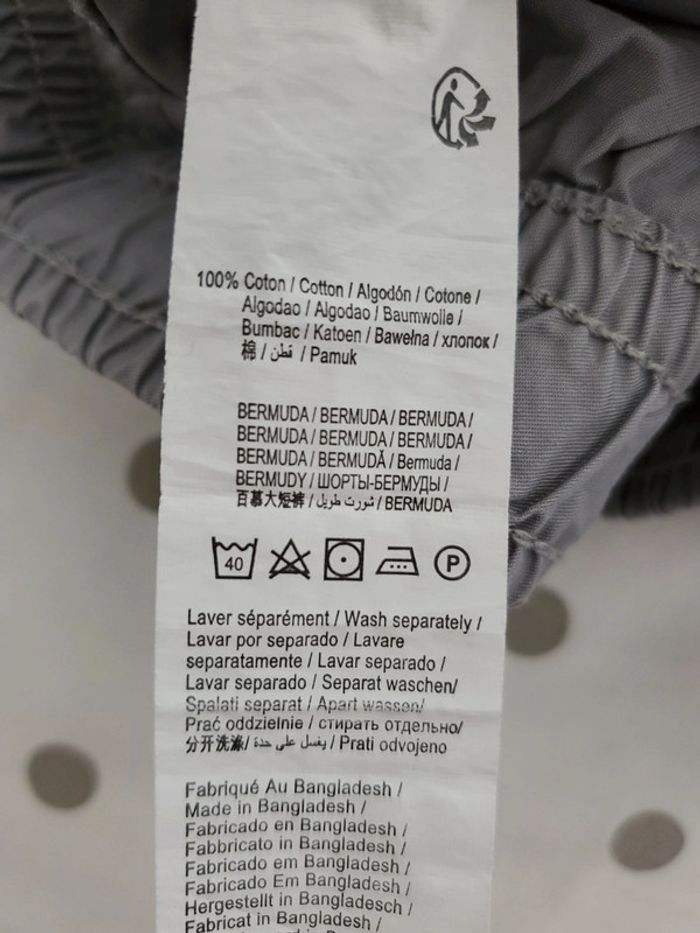 100% Coton / Cotton / Algodón / Cotone /
Algodao / Algodao / Baumwolle /
Bumbac / Katoen / Bawełna / хлопок /
棉 / قطن / Pamuk
BERMUDA / BERMUDA / BERMUDA /
BERMUDA / BERMUDA / BERMUDA /
BERMUDA / BERMUDĂ / Bermuda /
BERMUDY / ШОРТЫ-БЕРМУДЫ /
百慕大短裤 / شورت طويل / BERMUDA
40
P
Laver séparément / Wash separately /
Lavar por separado / Lavare
separatamente / Lavar separado /
Lavar separado / Separat waschen/
Spalati separat / Apart wassen/
Prać oddzielnie / стирать отдельно/
分开洗涤/ يغسل على حدة / Prati odvojeno
Fabriqué Au Bangladesh /
Made in Bangladesh /
Fabricado en Bangladesh /
Fabbricato in Bangladesh /
Fabricado em Bangladesh /
Fabricado Em Bangladesh /
Hergestellt in Bangladesch /
Fabricat in Bangladesh /